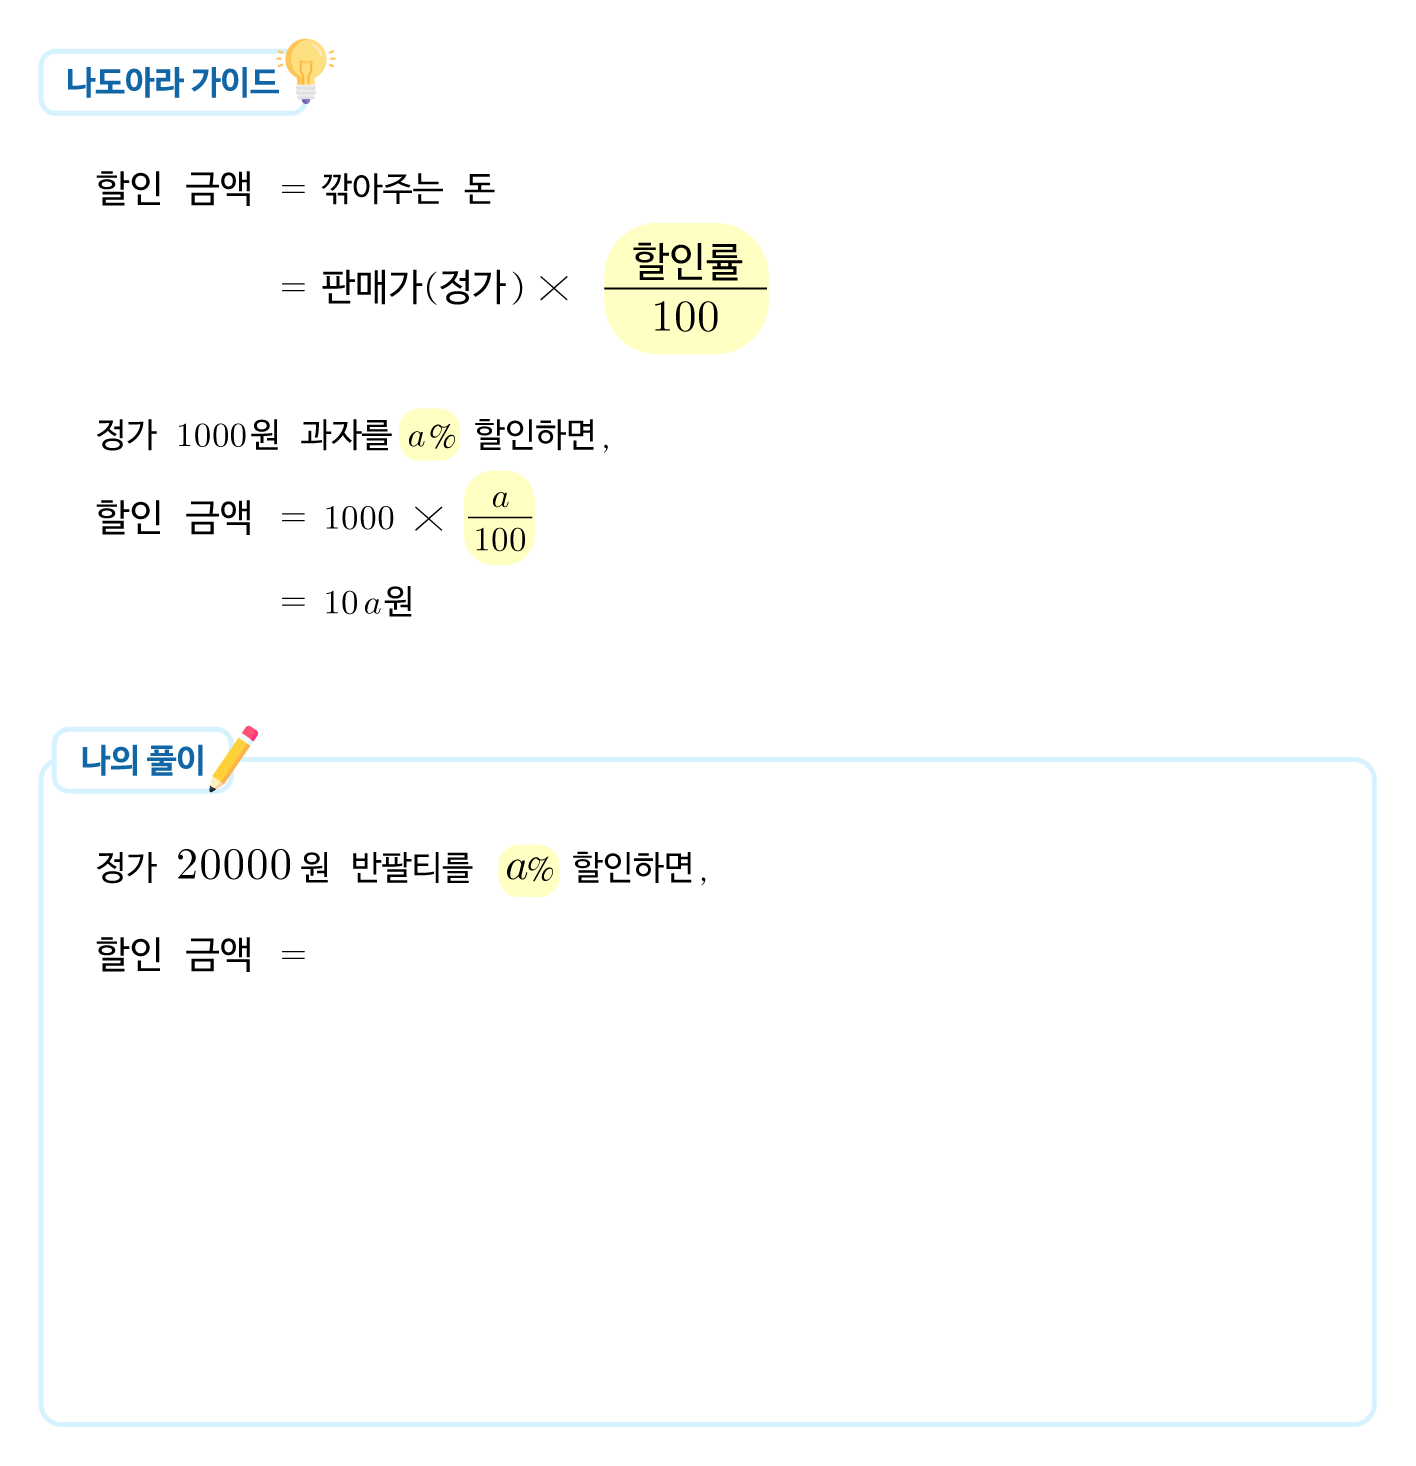 나도아라 가이드
할인 금액 = 깎아주는 돈
= 판매가(정가) × 할인률/100
정가 1000원 과자를 a% 할인하면,
할인 금액 = 1000 × a/100
= 10a원
나의 풀이
정가 20000원 반팔티를 a% 할인하면,
할인 금액 =